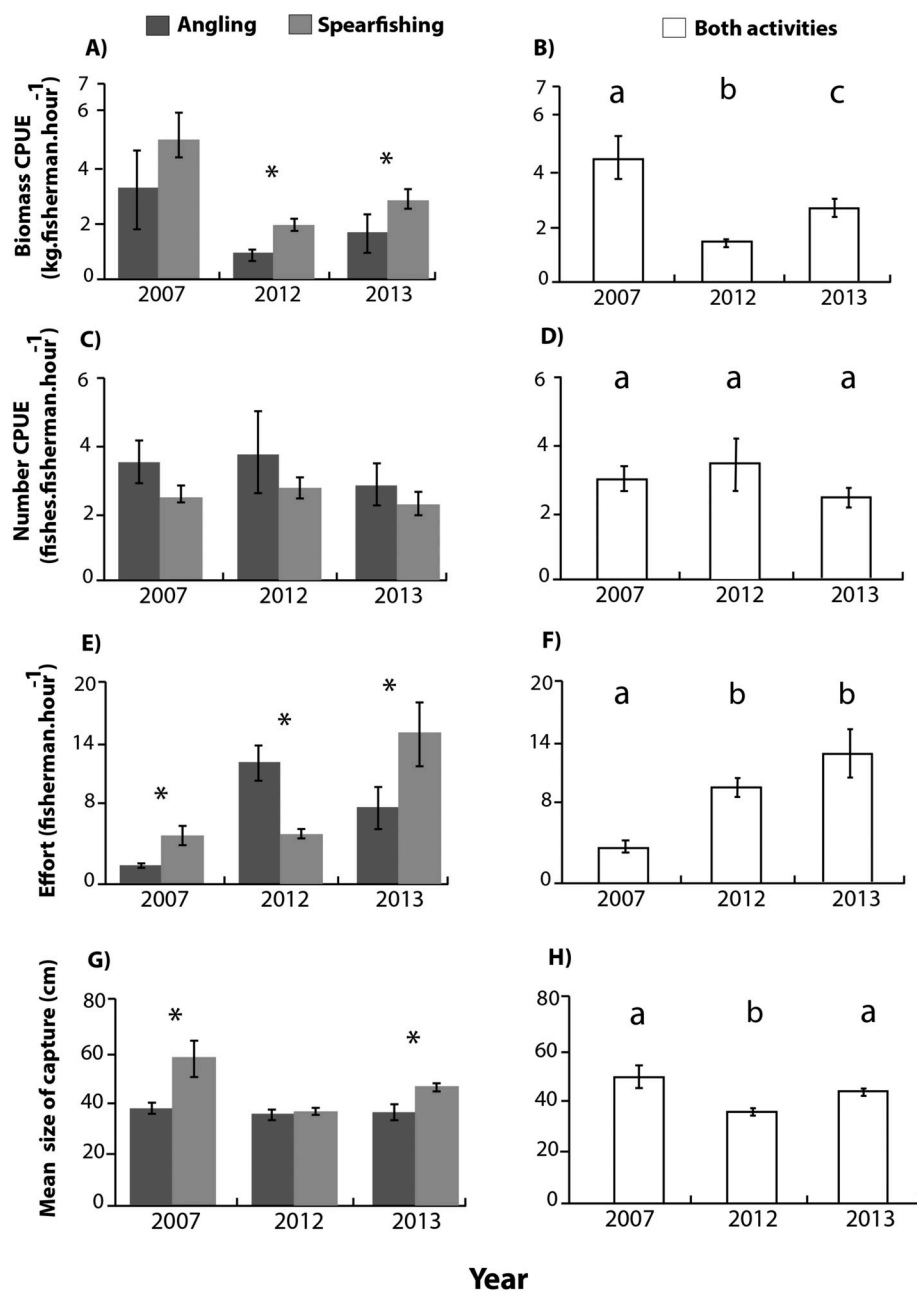 Angling Spearfishing Both activities
A) B)
Biomass CPUE
(kg.fisherman.hour-1)
7
6
4
2
0
* *
2007 2012 2013
7
6
4
2
0
a b c
2007 2012 2013
C) D)
Number CPUE
(fishes.fisherman.hour-1)
6
4
2
0
2007 2012 2013
6
4
2
0
a a a
2007 2012 2013
E) F)
Effort (fisherman.hour-1)
20
14
8
0
* * *
2007 2012 2013
20
14
8
0
a b b
2007 2012 2013
G) H)
Mean size of capture (cm)
80
60
40
20
0
* *
2007 2012 2013
80
60
40
20
0
a b a
2007 2012 2013
Year